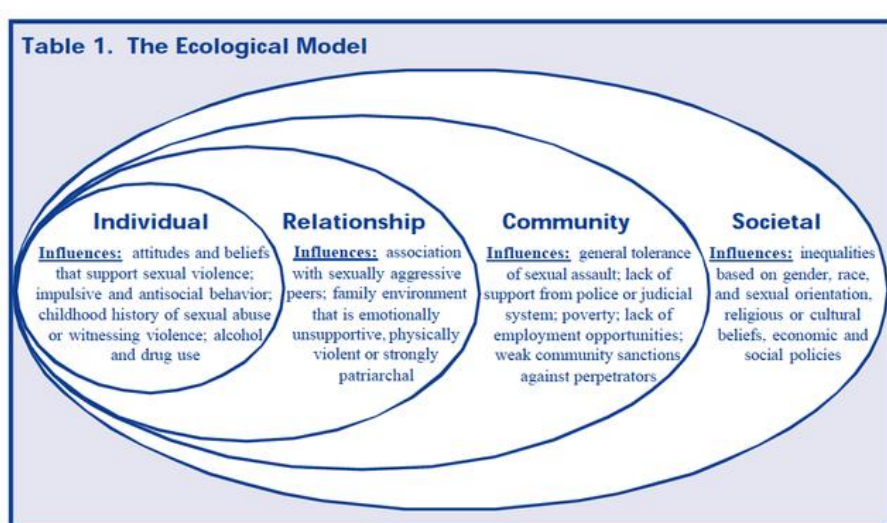 Table 1. The Ecological Model
Individual
Influences: attitudes and beliefs
that support sexual violence;
impulsive and antisocial behavior;
childhood history of sexual abuse
or witnessing violence; alcohol
and drug use
Relationship
Influences: association
with sexually aggressive
peers; family environment
that is emotionally
unsupportive, physically
violent or strongly
patriarchal
Community
Influences: general tolerance
of sexual assault; lack of
support from police or judicial
system; poverty; lack of
employment opportunities;
weak community sanctions
against perpetrators
Societal
Influences: inequalities
based on gender, race,
and sexual orientation,
religious or cultural
beliefs, economic and
social policies